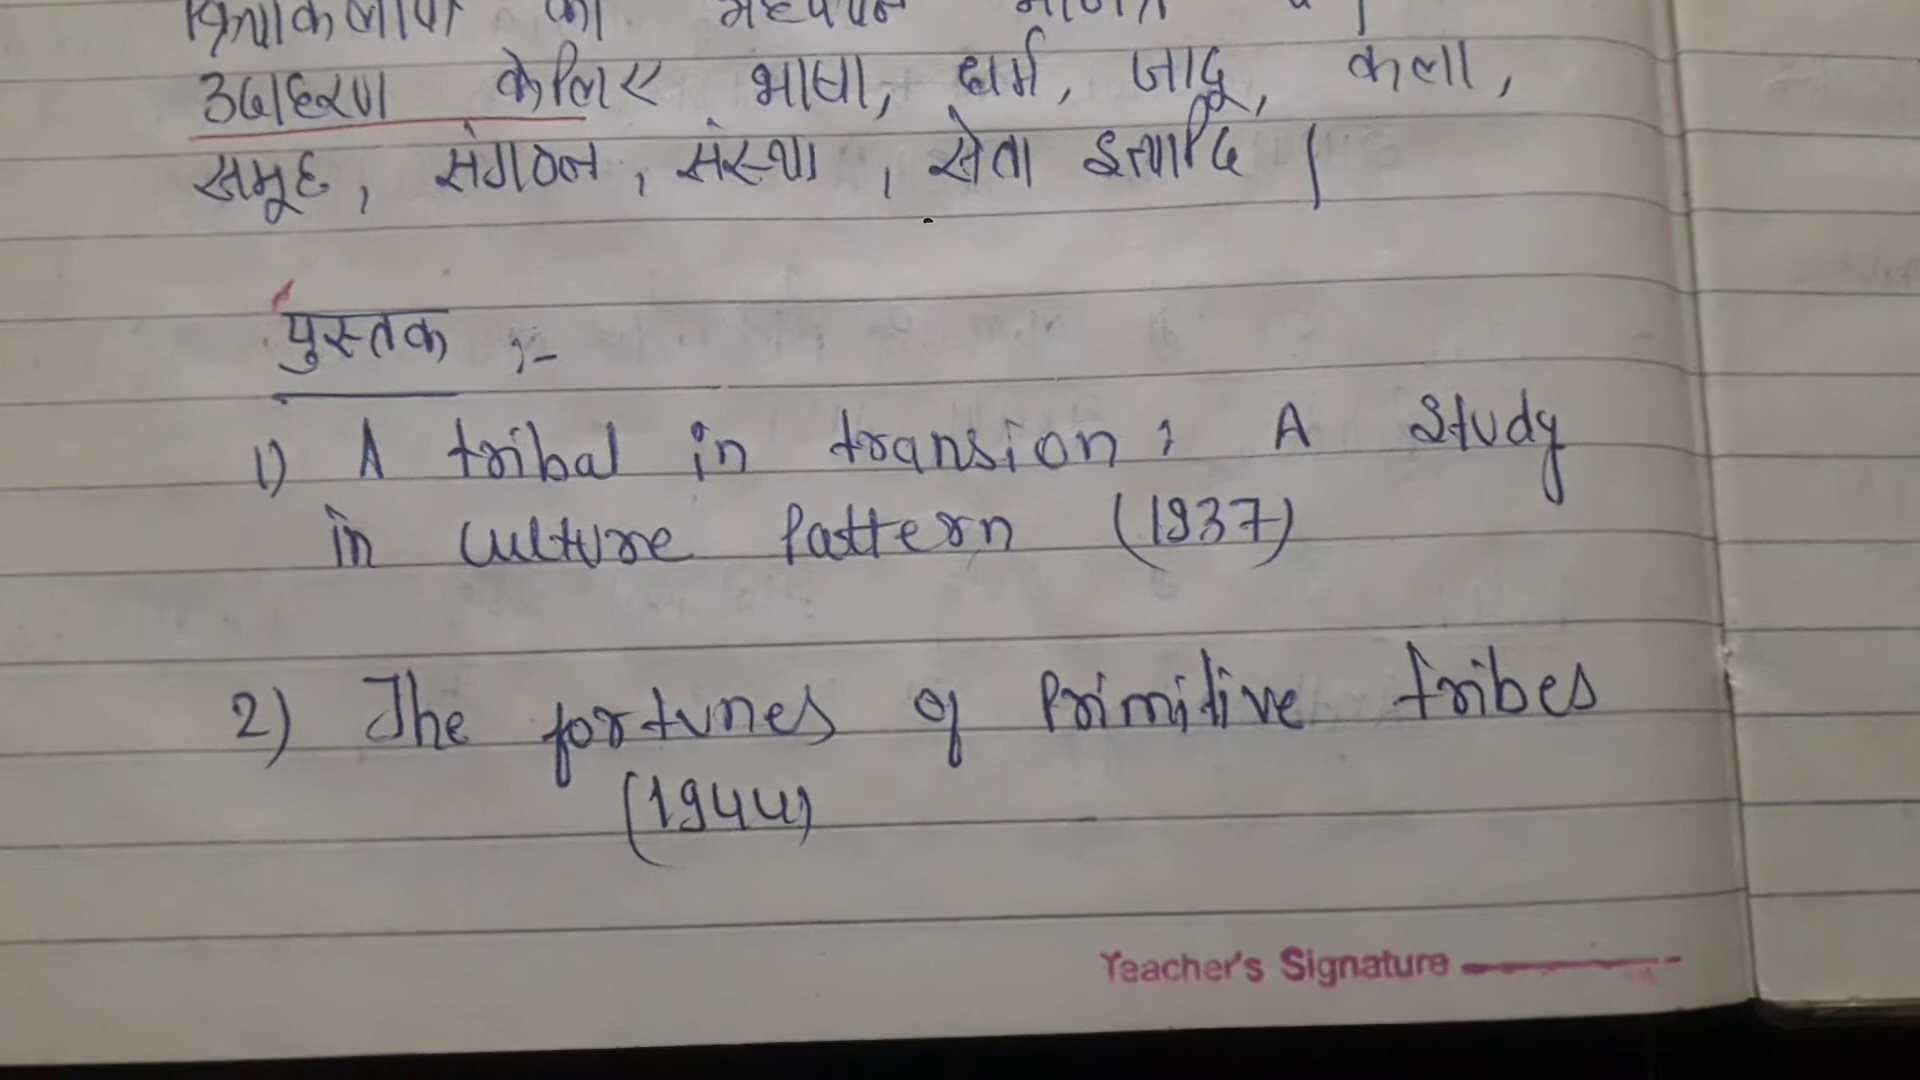 उदाहरण केलिए भाषा, धर्म, जादू, कला,
समूह, संगठन, संस्था, सेता इत्यादि |
पुस्तक :-
1) A tribal in transion : A Study
in Culture Pattern (1937)
2) The fortunes of Primitive tribes
(1944)
Teacher's Signature